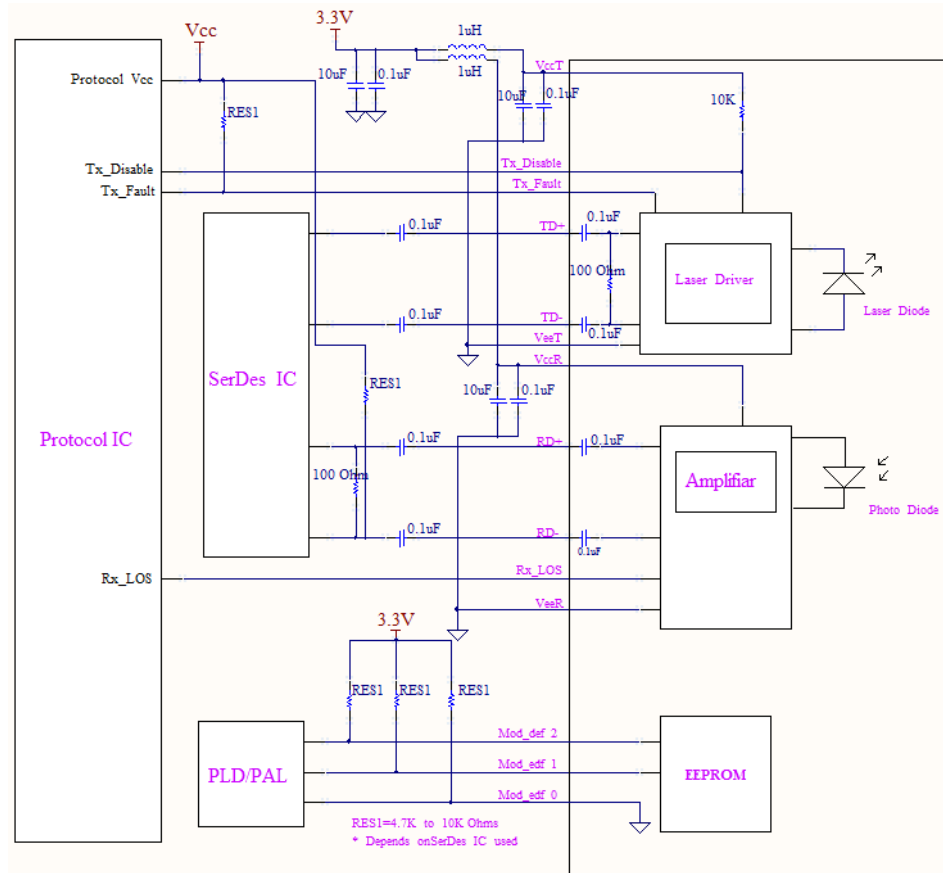 3.3V
Vcc
1uH
Protocol Vcc
10uF
0.1uF
1uH
VccT
RES1
10uF
0.1uF
10K
Tx_Disable
Tx_Disable
Tx_Fault
Tx_Fault
0.1uF
TD+
0.1uF
100 Ohm
Laser Driver
Laser Diode
0.1uF
TD-
0.1uF
VeeT
VccR
SerDes IC
RES1
10uF
0.1uF
Protocol IC
0.1uF
RD+
0.1uF
100 Ohm
Amplifiar
Photo Diode
0.1uF
RD-
0.1uF
Rx_LOS
Rx_LOS
VeeR
3.3V
RES1
RES1
RES1
Mod_def 2
PLD/PAL
Mod_edf 1
EEPROM
Mod_edf 0
RES1=4.7K to 10K Ohms
* Depends onSerDes IC used